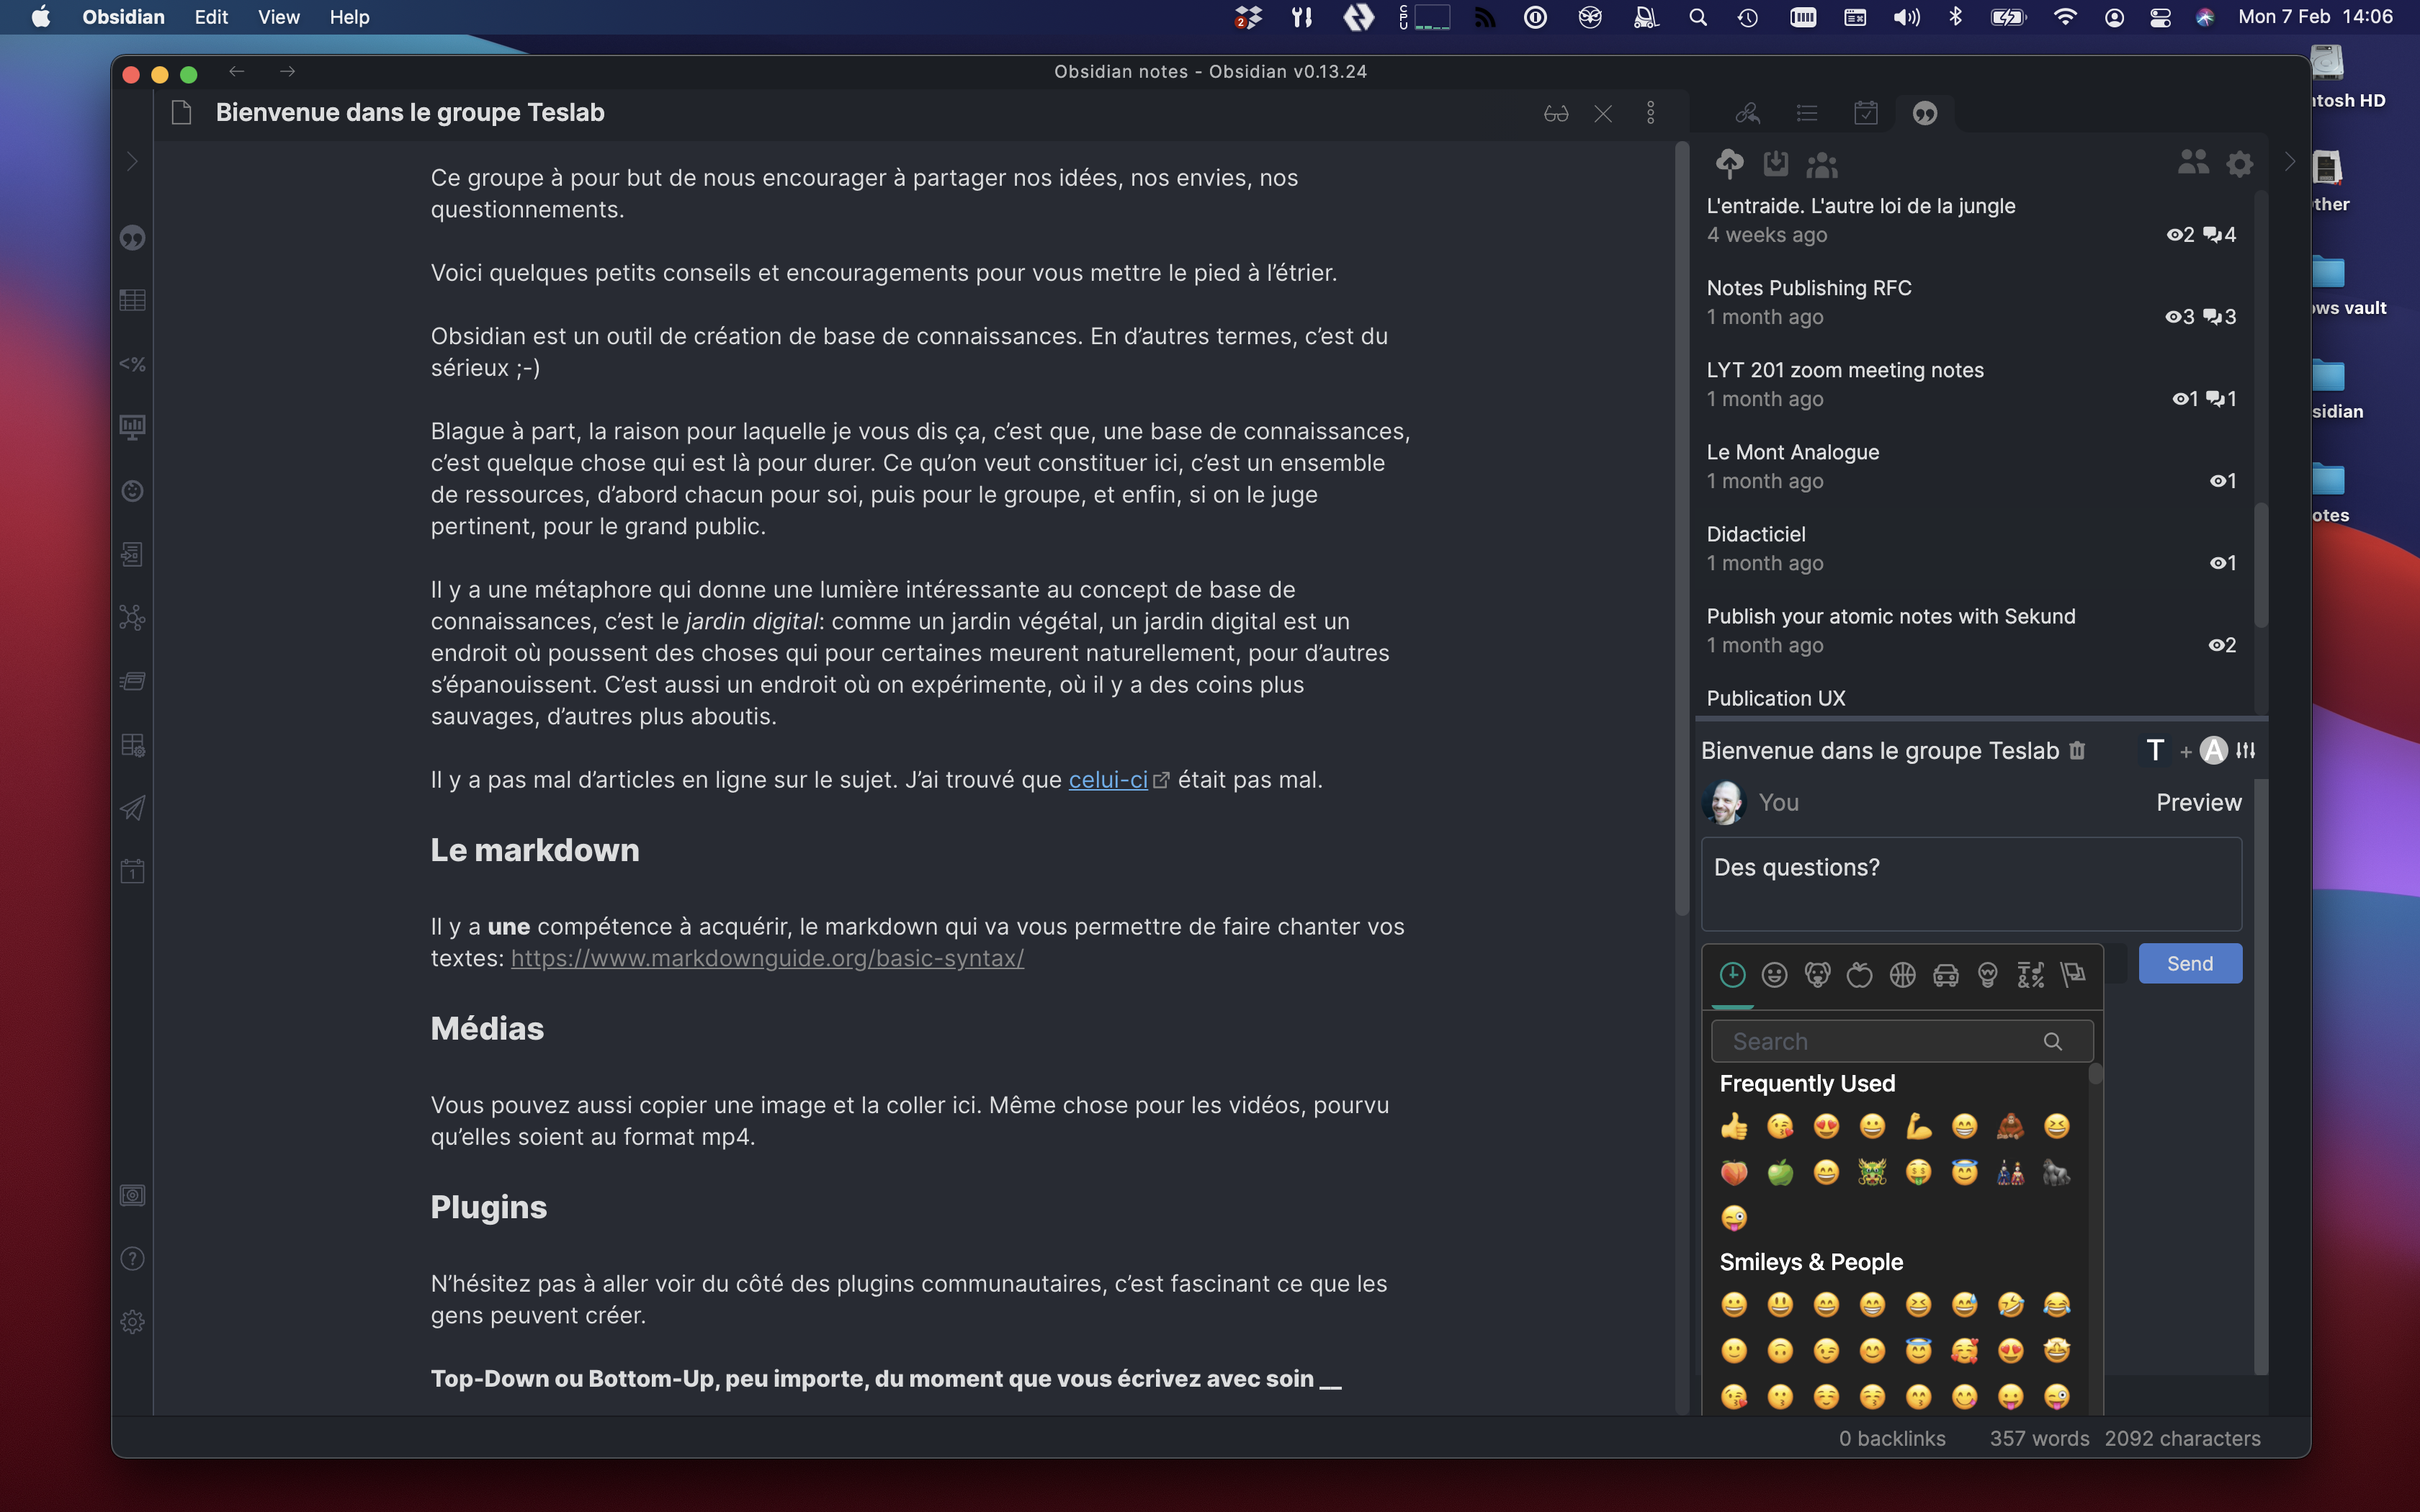 Obsidian Edit View Help
2
CPU
Mon 7 Feb 14:06
Obsidian notes - Obsidian v0.13.24
Bienvenue dans le groupe Teslab
Ce groupe à pour but de nous encourager à partager nos idées, nos envies, nos
questionnements.
Voici quelques petits conseils et encouragements pour vous mettre le pied à l’étrier.
Obsidian est un outil de création de base de connaissances. En d’autres termes, c’est du
sérieux ;-)
Blague à part, la raison pour laquelle je vous dis ça, c’est que, une base de connaissances,
c’est quelque chose qui est là pour durer. Ce qu’on veut constituer ici, c’est un ensemble
de ressources, d’abord chacun pour soi, puis pour le groupe, et enfin, si on le juge
pertinent, pour le grand public.
Il y a une métaphore qui donne une lumière intéressante au concept de base de
connaissances, c’est le jardin digital: comme un jardin végétal, un jardin digital est un
endroit où poussent des choses qui pour certaines meurent naturellement, pour d’autres
s’épanouissent. C’est aussi un endroit où on expérimente, où il y a des coins plus
sauvages, d’autres plus aboutis.
Il y a pas mal d’articles en ligne sur le sujet. J’ai trouvé que celui-ci était pas mal.
Le markdown
Il y a une compétence à acquérir, le markdown qui va vous permettre de faire chanter vos
textes: https://www.markdownguide.org/basic-syntax/
Médias
Vous pouvez aussi copier une image et la coller ici. Même chose pour les vidéos, pourvu
qu’elles soient au format mp4.
Plugins
N’hésitez pas à aller voir du côté des plugins communautaires, c’est fascinant ce que les
gens peuvent créer.
Top-Down ou Bottom-Up, peu importe, du moment que vous écrivez avec soin __
<%
1
?
L'entraide. L'autre loi de la jungle
4 weeks ago 2 4
Notes Publishing RFC
1 month ago 3 3
LYT 201 zoom meeting notes
1 month ago 1 1
Le Mont Analogue
1 month ago 1
Didacticiel
1 month ago 1
Publish your atomic notes with Sekund
1 month ago 2
Publication UX
Bienvenue dans le groupe Teslab T + A
You Preview
Des questions?
Send
Search
Frequently Used
Smileys & People
0 backlinks 357 words 2092 characters
ntosh HD
ther
ows vault
sidian
otes